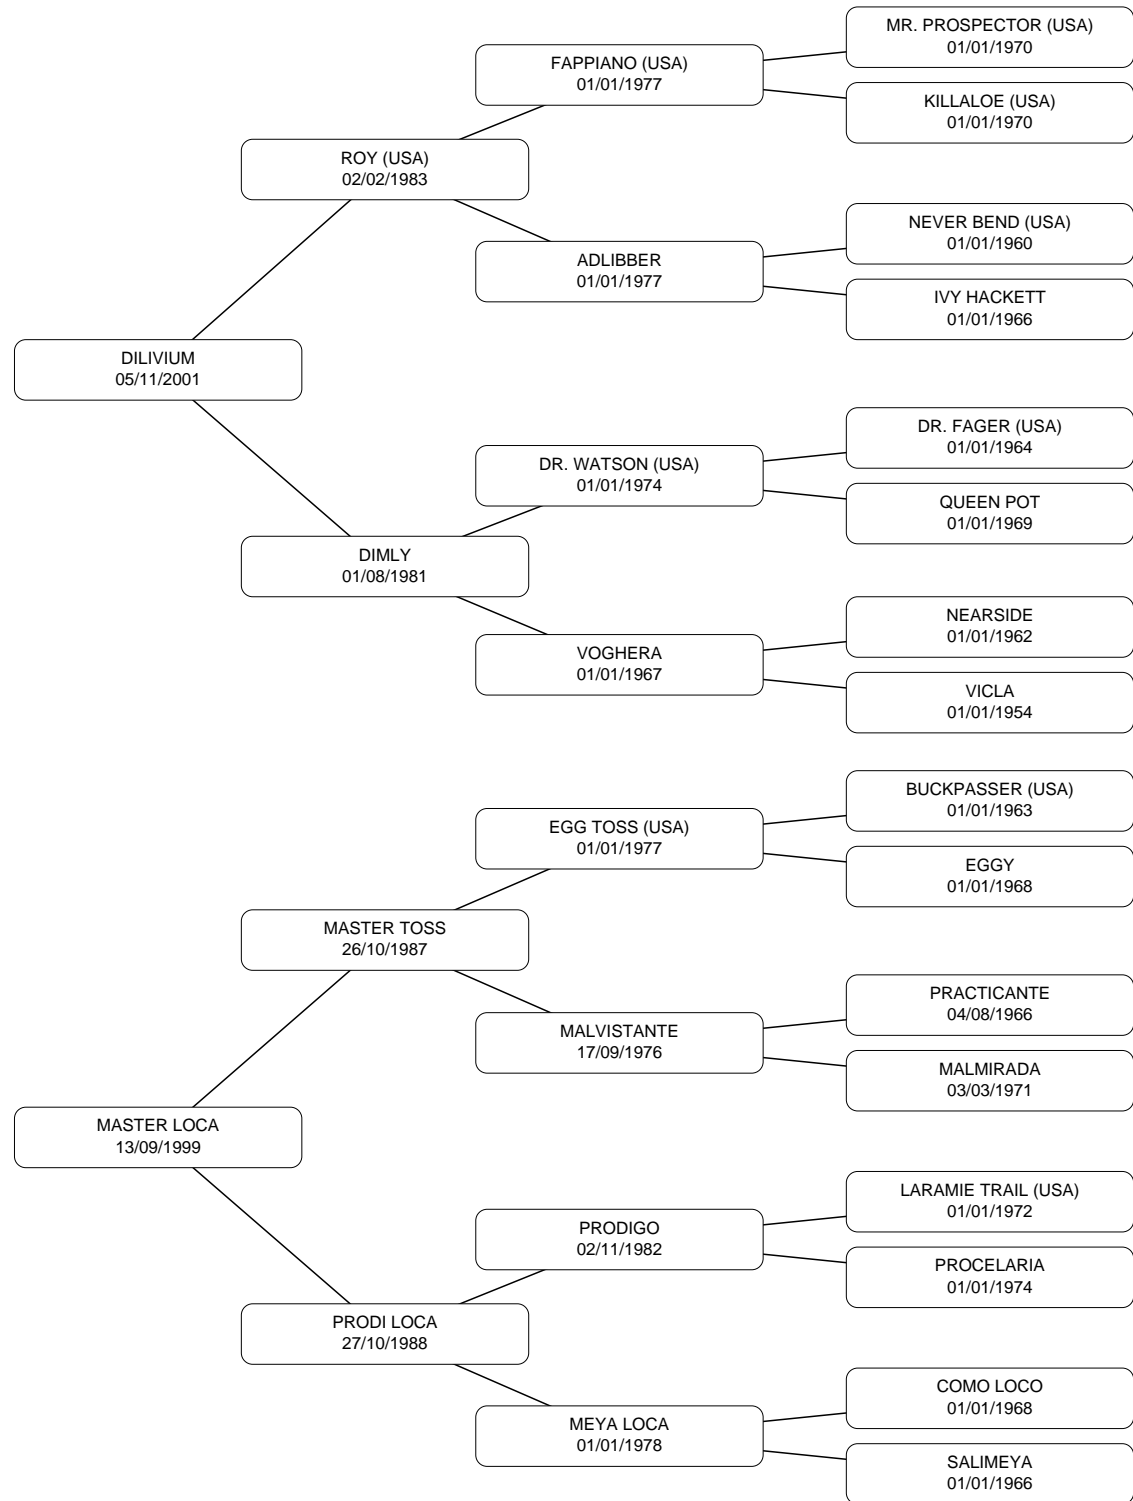 MR. PROSPECTOR (USA)
01/01/1970
FAPPIANO (USA)
01/01/1977
KILLALOE (USA)
01/01/1970
ROY (USA)
02/02/1983
NEVER BEND (USA)
01/01/1960
ADLIBBER
01/01/1977
IVY HACKETT
01/01/1966
DILIVIUM
05/11/2001
DR. FAGER (USA)
01/01/1964
DR. WATSON (USA)
01/01/1974
QUEEN POT
01/01/1969
DIMLY
01/08/1981
NEARSIDE
01/01/1962
VOGHERA
01/01/1967
VICLA
01/01/1954
BUCKPASSER (USA)
01/01/1963
EGG TOSS (USA)
01/01/1977
EGGY
01/01/1968
MASTER TOSS
26/10/1987
PRACTICANTE
04/08/1966
MALVISTANTE
17/09/1976
MALMIRADA
03/03/1971
MASTER LOCA
13/09/1999
LARAMIE TRAIL (USA)
01/01/1972
PRODIGO
02/11/1982
PROCELARIA
01/01/1974
PRODI LOCA
27/10/1988
COMO LOCO
01/01/1968
MEYA LOCA
01/01/1978
SALIMEYA
01/01/1966